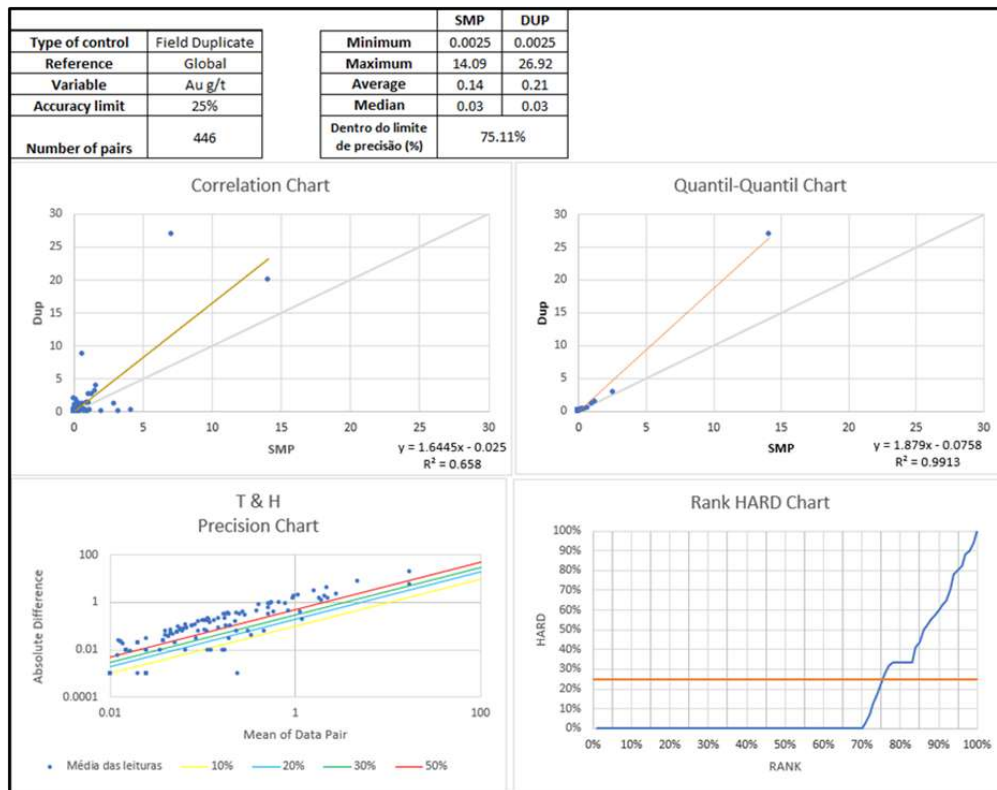 Type of control Field Duplicate
Reference Global
Variable Au g/t
Accuracy limit 25%
Number of pairs 446
SMP DUP
Minimum 0.0025 0.0025
Maximum 14.09 26.92
Average 0.14 0.21
Median 0.03 0.03
Dentro do limite
de precisão (%) 75.11%
Correlation Chart
30
25
20
15
10
5
0
Dup
0 5 10 15 20 25 30
SMP
y = 1.6445x - 0.025
R² = 0.658
Quantil-Quantil Chart
30
25
20
15
10
5
0
Dup
0 5 10 15 20 25 30
SMP
y = 1.879x - 0.0758
R² = 0.9913
T & H
Precision Chart
100
1
0.01
0.0001
Absolute Difference
0.01 1 100
Mean of Data Pair
Média das leituras 10% 20% 30% 50%
Rank HARD Chart
100%
90%
80%
70%
60%
50%
40%
30%
20%
10%
0%
HARD
0% 10% 20% 30% 40% 50% 60% 70% 80% 90% 100%
RANK